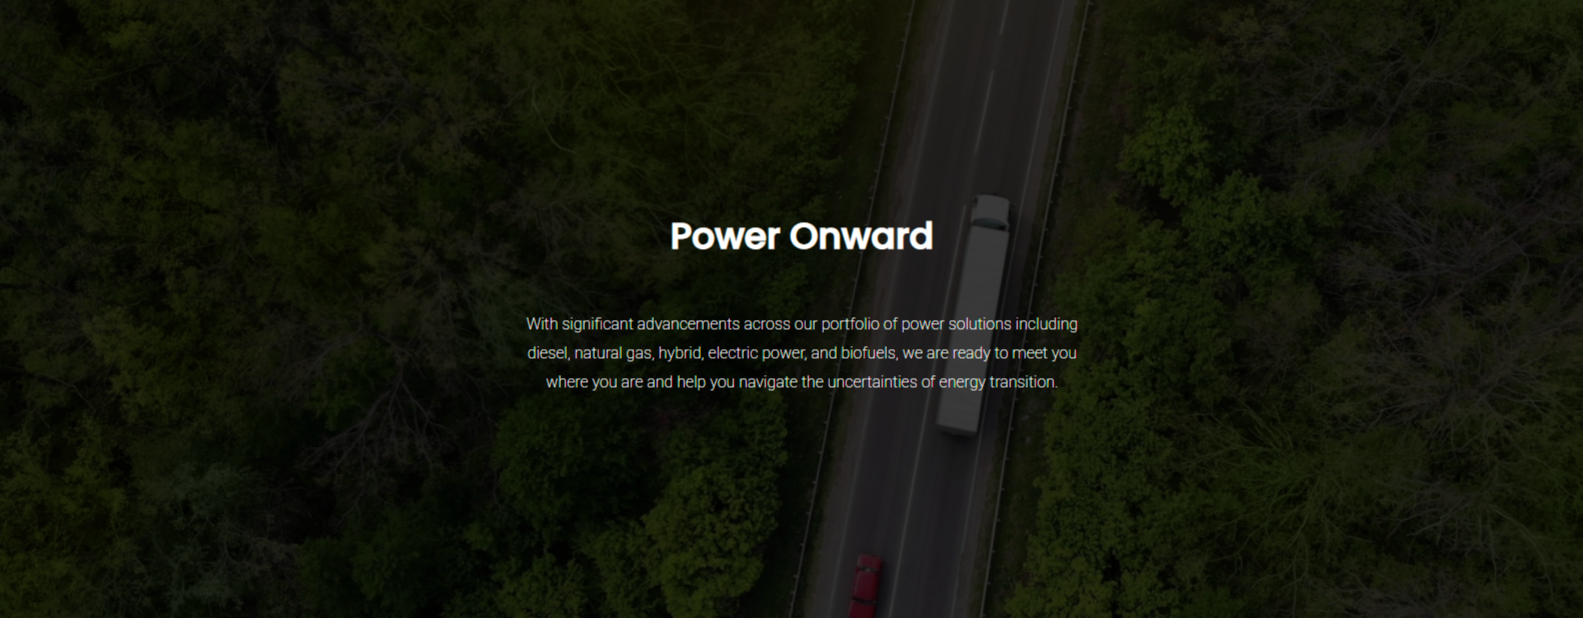 Power Onward
With significant advancements across our portfolio of power solutions including
diesel, natural gas, hybrid, electric power, and biofuels, we are ready to meet you
where you are and help you navigate the uncertainties of energy transition.